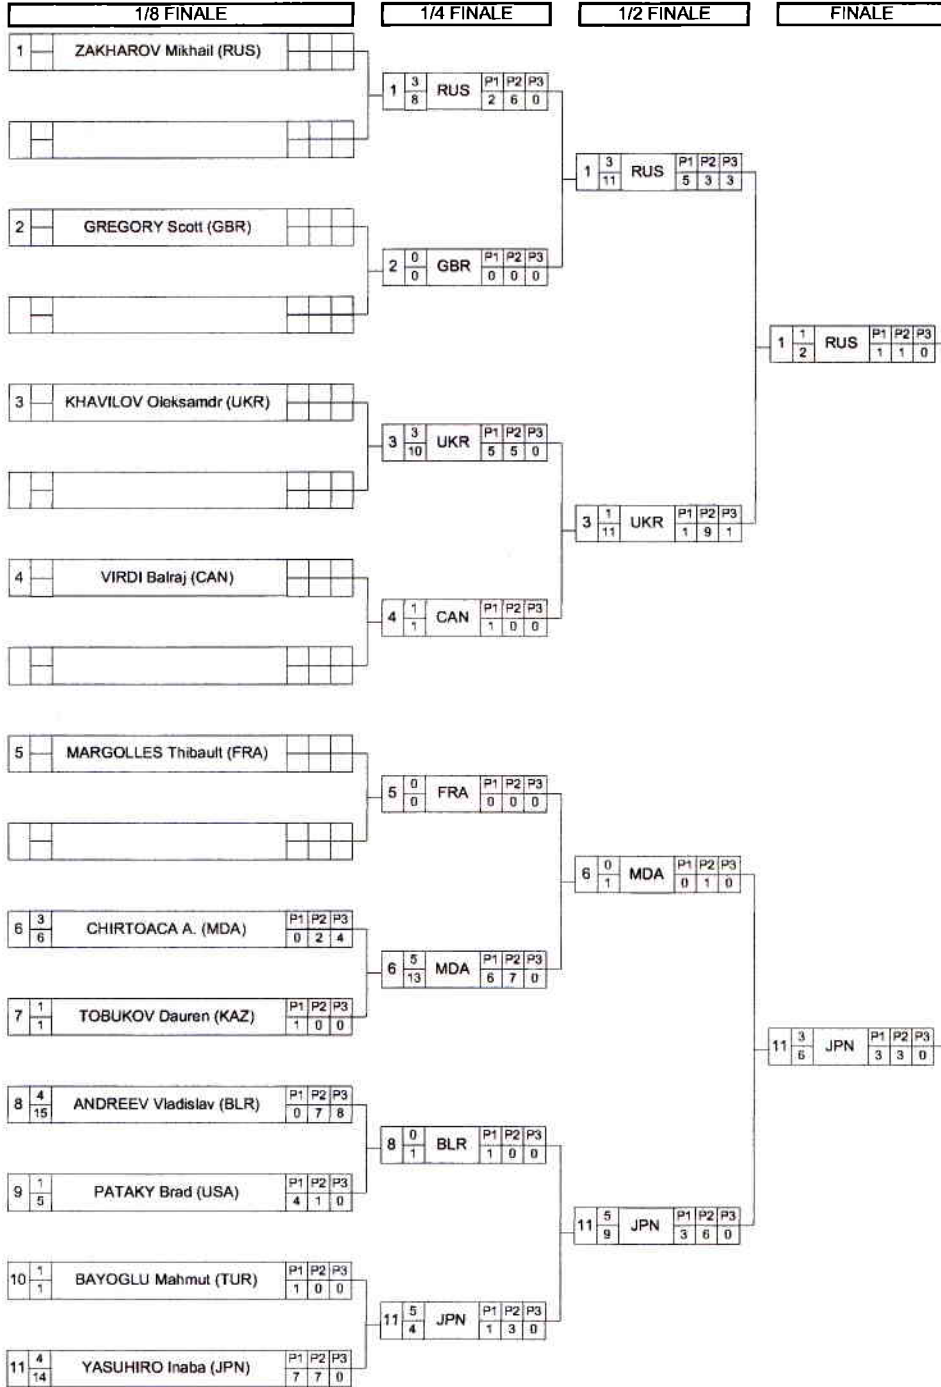 1/8 FINALE 1/4 FINALE 1/2 FINALE FINALE
1 ZAKHAROV Mikhail (RUS)
1 3 8 RUS P1 P2 P3 2 6 0
1 3 11 RUS P1 P2 P3 5 3 3
2 GREGORY Scott (GBR)
2 0 0 GBR P1 P2 P3 0 0 0
1 1 2 RUS P1 P2 P3 1 1 0
3 KHAVILOV Oleksamdr (UKR)
3 3 10 UKR P1 P2 P3 5 5 0
3 1 11 UKR P1 P2 P3 1 9 1
4 VIRDI Balraj (CAN)
4 1 1 CAN P1 P2 P3 1 0 0
5 MARGOLLES Thibault (FRA)
5 0 0 FRA P1 P2 P3 0 0 0
6 0 1 MDA P1 P2 P3 0 1 0
6 3 6 CHIRTOACA A. (MDA) P1 P2 P3 0 2 4
6 5 13 MDA P1 P2 P3 6 7 0
7 1 1 TOBUKOV Dauren (KAZ) P1 P2 P3 1 0 0
11 3 6 JPN P1 P2 P3 3 3 0
8 4 15 ANDREEV Vladislav (BLR) P1 P2 P3 0 7 8
8 0 1 BLR P1 P2 P3 1 0 0
9 1 5 PATAKY Brad (USA) P1 P2 P3 4 1 0
11 5 9 JPN P1 P2 P3 3 6 0
10 1 1 BAYOGLU Mahmut (TUR) P1 P2 P3 1 0 0
11 5 4 JPN P1 P2 P3 1 3 0
11 4 14 YASUHIRO Inaba (JPN) P1 P2 P3 7 7 0